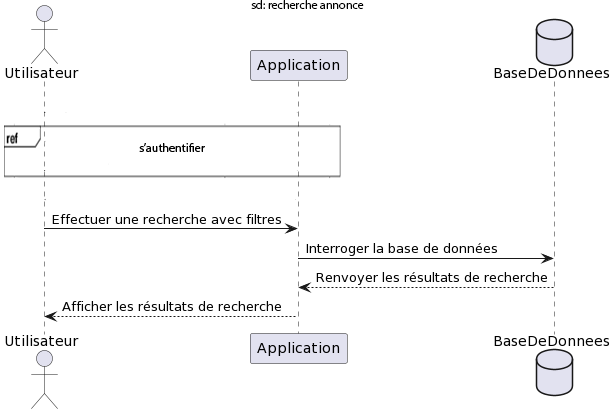 sd: recherche annonce
Utilisateur
Application
BaseDeDonnees
ref
s'authentifier
Effectuer une recherche avec filtres
Interroger la base de données
Renvoyer les résultats de recherche
Afficher les résultats de recherche
Utilisateur
Application
BaseDeDonnees